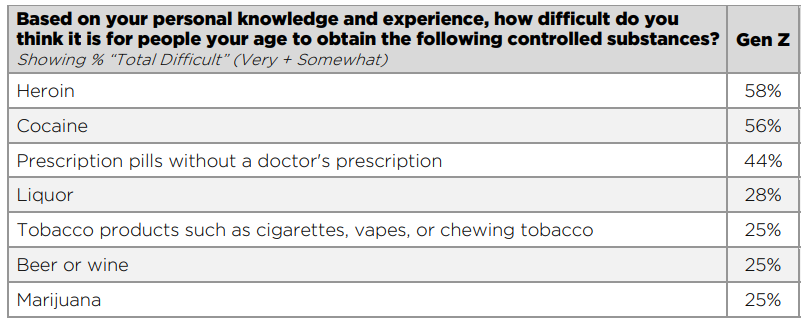 Based on your personal knowledge and experience, how difficult do you
think it is for people your age to obtain the following controlled substances? Gen Z
Showing % “Total Difficult” (Very + Somewhat)
Heroin 58%
Cocaine 56%
Prescription pills without a doctor's prescription 44%
Liquor 28%
Tobacco products such as cigarettes, vapes, or chewing tobacco 25%
Beer or wine 25%
Marijuana 25%